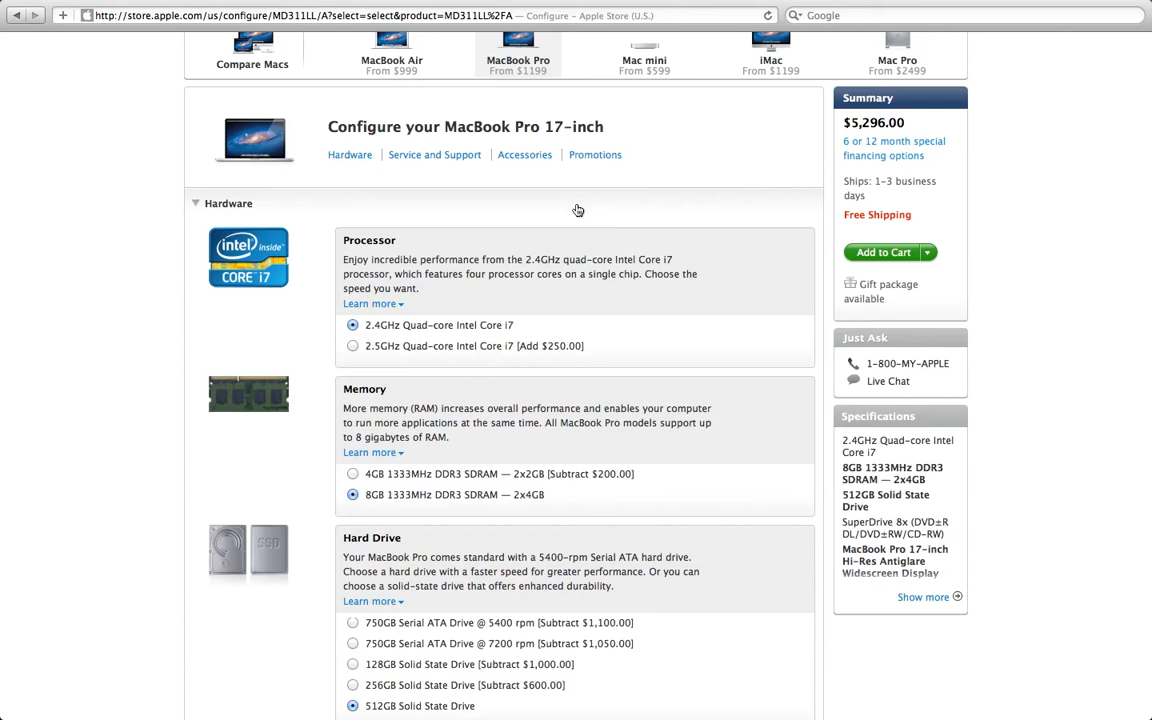 http://store.apple.com/us/configure/MD311LL/A?select=select&product=MD311LL%2FA — Configure - Apple Store (U.S.)
Google
Compare Macs
MacBook Air
From $999
MacBook Pro
From $1199
Mac mini
From $599
iMac
From $1199
Mac Pro
From $2499
Configure your MacBook Pro 17-inch
Hardware
Service and Support
Accessories
Promotions
Hardware
intel inside™
CORE™ i7
Processor
Enjoy incredible performance from the 2.4GHz quad-core Intel Core i7
processor, which features four processor cores on a single chip. Choose the
speed you want.
Learn more
2.4GHz Quad-core Intel Core i7
2.5GHz Quad-core Intel Core i7 [Add $250.00]
Memory
More memory (RAM) increases overall performance and enables your computer
to run more applications at the same time. All MacBook Pro models support up
to 8 gigabytes of RAM.
Learn more
4GB 1333MHz DDR3 SDRAM — 2x2GB [Subtract $200.00]
8GB 1333MHz DDR3 SDRAM — 2x4GB
SSD
Hard Drive
Your MacBook Pro comes standard with a 5400-rpm Serial ATA hard drive.
Choose a hard drive with a faster speed for greater performance. Or you can
choose a solid-state drive that offers enhanced durability.
Learn more
750GB Serial ATA Drive @ 5400 rpm [Subtract $1,100.00]
750GB Serial ATA Drive @ 7200 rpm [Subtract $1,050.00]
128GB Solid State Drive [Subtract $1,000.00]
256GB Solid State Drive [Subtract $600.00]
512GB Solid State Drive
Summary
$5,296.00
6 or 12 month special
financing options
Ships: 1-3 business
days
Free Shipping
Add to Cart
Gift package
available
Just Ask
1-800-MY-APPLE
Live Chat
Specifications
2.4GHz Quad-core Intel
Core i7
8GB 1333MHz DDR3
SDRAM — 2x4GB
512GB Solid State
Drive
SuperDrive 8x (DVD±R
DL/DVD±RW/CD-RW)
MacBook Pro 17-inch
Hi-Res Antiglare
Widescreen Display
Show more